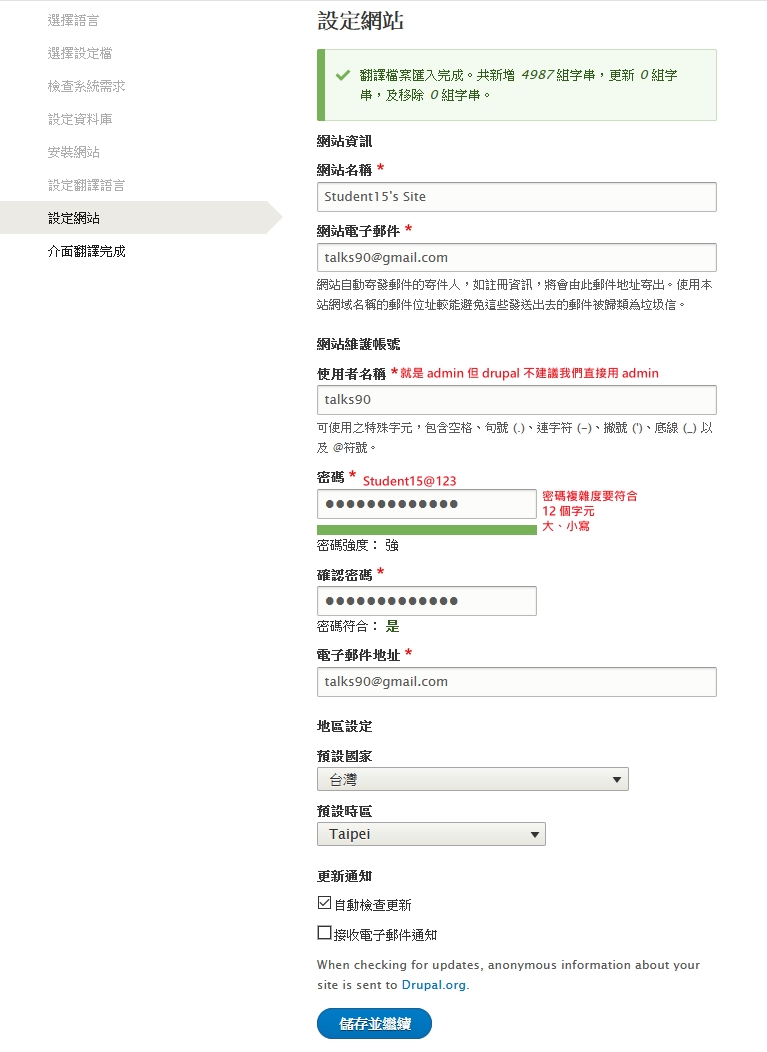 選擇語言
選擇設定檔
檢查系統需求
設定資料庫
安裝網站
設定翻譯語言
設定網站
介面翻譯完成
設定網站
翻譯檔案匯入完成。共新增 4987 組字串，更新 0 組字
串，及移除 0 組字串。
網站資訊
網站名稱 *
Student15's Site
網站電子郵件 *
talks90@gmail.com
網站自動寄發郵件的寄件人，如註冊資訊，將會由此郵件地址寄出。使用本
站網域名稱的郵件位址較能避免這些發送出去的郵件被歸類為垃圾信。
網站維護帳號
使用者名稱 * 就是 admin 但 drupal 不建議我們直接用 admin
talks90
可使用之特殊字元，包含空格、句號 (.)、連字符 (-)、撇號 (')、底線 (_) 以
及 @符號。
密碼 * Student15@123
●●●●●●●●●●●●●
密碼複雜度要符合
12 個字元
大、小寫
密碼強度： 強
確認密碼 *
●●●●●●●●●●●●●
密碼符合： 是
電子郵件地址 *
talks90@gmail.com
地區設定
預設國家
台灣
預設時區
Taipei
更新通知
自動檢查更新
接收電子郵件通知
When checking for updates, anonymous information about your
site is sent to Drupal.org.
儲存並繼續